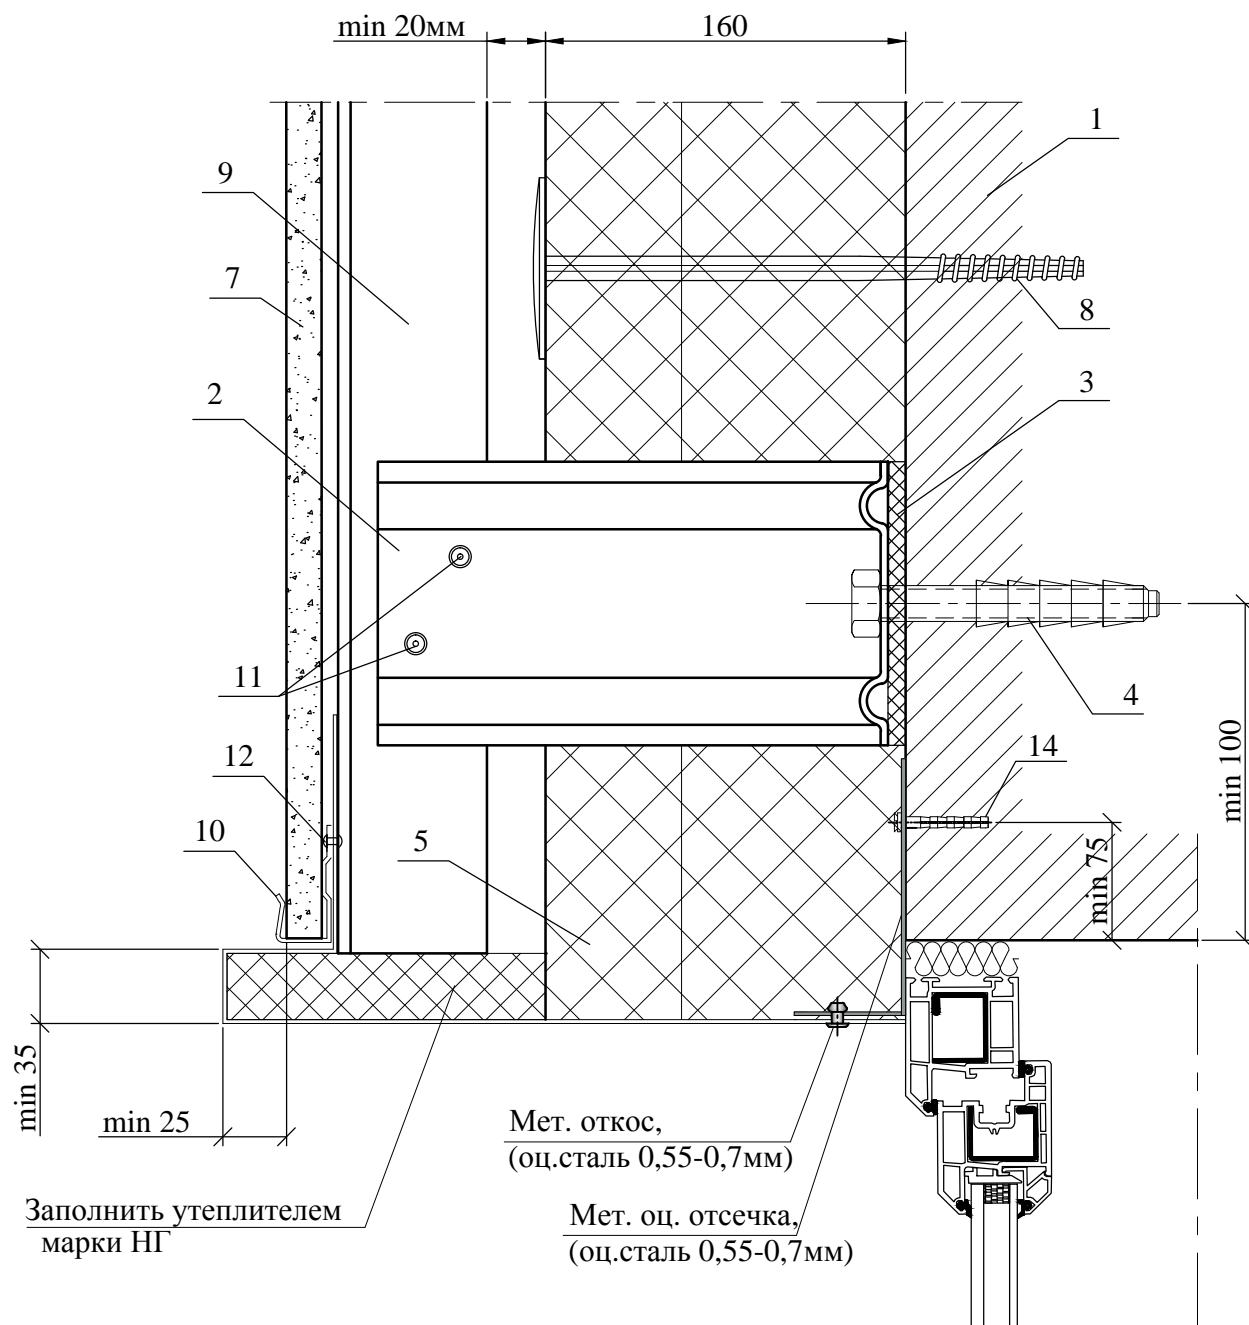 min 20мм
160
1
9
7
8
2
3
11
4
12
14
10
5
min 100
min 75
min 35
min 25
Мет. откос,
(оц.сталь 0,55-0,7мм)
Заполнить утеплителем
марки НГ
Мет. оц. отсечка,
(оц.сталь 0,55-0,7мм)